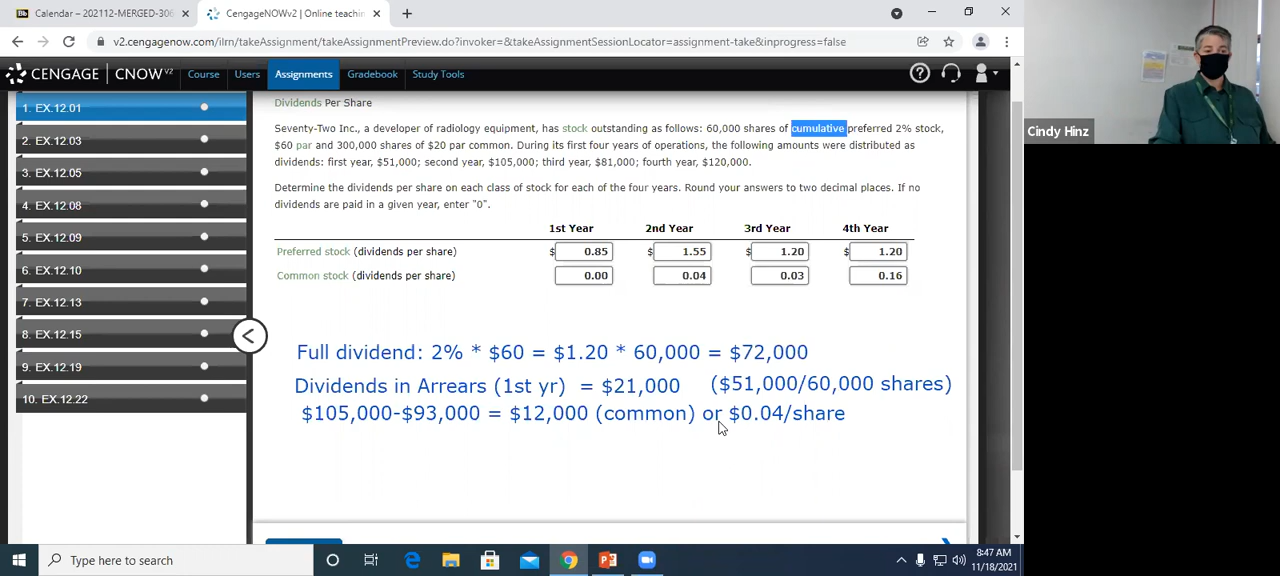 Calendar – 202112-MERGED-306
CengageNOWv2 | Online teachin
v2.cengagenow.com/ilrn/takeAssignment/takeAssignmentPreview.do?invoker=&takeAssignmentSessionLocator=assignment-take&inprogress=false
CENGAGE | CNOWv2 Course Users Assignments Gradebook Study Tools
1. EX.12.01
2. EX.12.03
3. EX.12.05
4. EX.12.08
5. EX.12.09
6. EX.12.10
7. EX.12.13
8. EX.12.15
9. EX.12.19
10. EX.12.22
Dividends Per Share
Seventy-Two Inc., a developer of radiology equipment, has stock outstanding as follows: 60,000 shares of cumulative preferred 2% stock,
$60 par and 300,000 shares of $20 par common. During its first four years of operations, the following amounts were distributed as
dividends: first year, $51,000; second year, $105,000; third year, $81,000; fourth year, $120,000.
Determine the dividends per share on each class of stock for each of the four years. Round your answers to two decimal places. If no
dividends are paid in a given year, enter "0".
1st Year 2nd Year 3rd Year 4th Year
Preferred stock (dividends per share) $ 0.85 $ 1.55 $ 1.20 $ 1.20
Common stock (dividends per share) 0.00 0.04 0.03 0.16
Full dividend: 2% * $60 = $1.20 * 60,000 = $72,000
Dividends in Arrears (1st yr) = $21,000 ($51,000/60,000 shares)
$105,000-$93,000 = $12,000 (common) or $0.04/share
Cindy Hinz
Type here to search
8:47 AM
11/18/2021